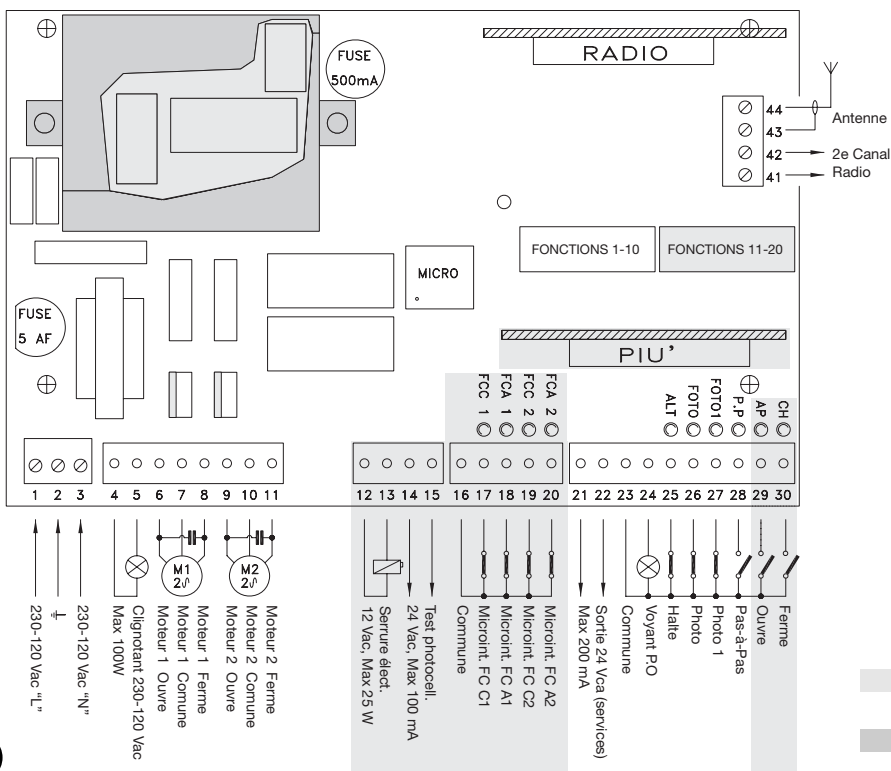 FUSE
500mA
RADIO
44
43
42
41
Antenne
2e Canal
Radio
FONCTIONS 1-10
FONCTIONS 11-20
MICRO
FUSE
5 AF
PIU'
FCC 1
FCA 1
FCC 2
FCA 2
ALT
FOTO
FOTO1
P.P
AP
CH
1 2 3
4 5 6 7 8 9 10 11
12 13 14 15
16 17 18 19 20
21 22 23 24 25 26 27 28 29 30
M1
2
M2
2
230-120 Vac "L"
230-120 Vac "N"
Max 100W
Clignotant 230-120 Vac
Moteur 1 Ouvre
Moteur 1 Comune
Moteur 1 Ferme
Moteur 2 Ouvre
Moteur 2 Comune
Moteur 2 Ferme
12 Vac, Max 25 W
Serrure élect.
24 Vac, Max 100 mA
Test photocell.
Commune
Microint. FC C1
Microint. FC A1
Microint. FC C2
Microint. FC A2
Max 200 mA
Sortie 24 Vca (services)
Commune
Voyant P.O
Halte
Photo
Photo 1
Pas-à-Pas
Ouvre
Ferme